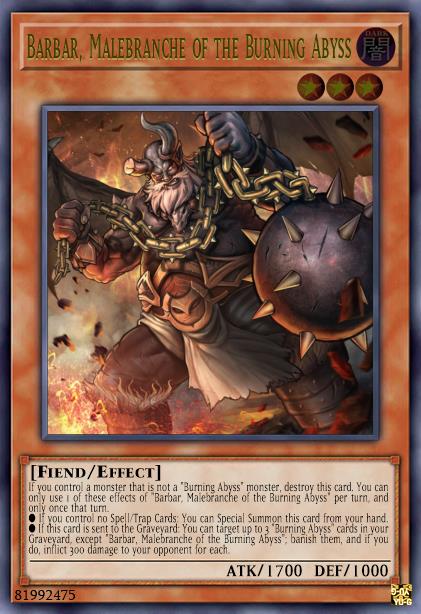 Barbar, Malebranche of the Burning Abyss
DARK
闇
[Fiend/Effect]
If you control a monster that is not a "Burning Abyss" monster, destroy this card. You can
only use 1 of these effects of "Barbar, Malebranche of the Burning Abyss" per turn, and
only once that turn.
● If you control no Spell/Trap Cards: You can Special Summon this card from your hand.
● If this card is sent to the Graveyard: You can target up to 3 "Burning Abyss" cards in your
Graveyard, except "Barbar, Malebranche of the Burning Abyss"; banish them, and if you
do, inflict 300 damage to your opponent for each.
ATK/1700 DEF/1000
81992475